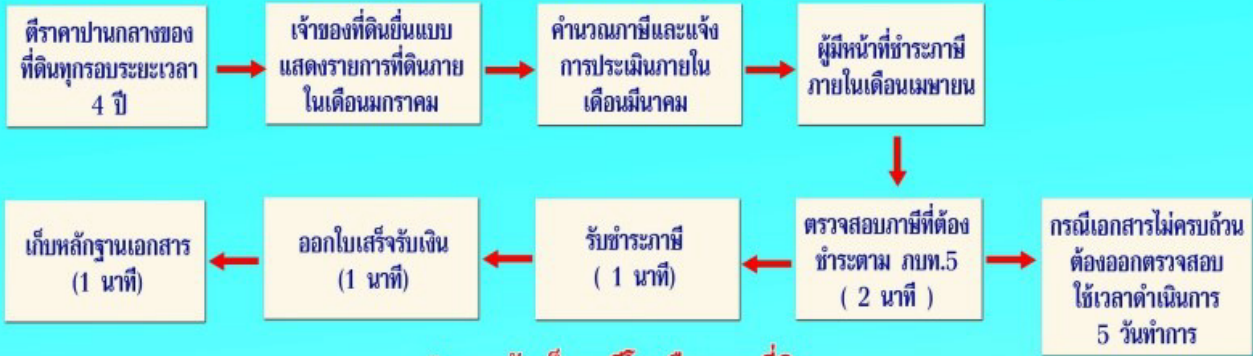 ตีราคาปานกลางของ
ที่ดินทุกรอบระยะเวลา
4 ปี
เจ้าของที่ดินยื่นแบบ
แสดงรายการที่ดินภาย
ในเดือนมกราคม
คำนวณภาษีและแจ้ง
การประเมินภายใน
เดือนมีนาคม
ผู้มีหน้าที่ชำระภาษี
ภายในเดือนเมษายน
ตรวจสอบภาษีที่ต้อง
ชำระตาม ภบท.5
( 2 นาที )
กรณีเอกสารไม่ครบถ้วน
ต้องออกตรวจสอบ
ใช้เวลาดำเนินการ
5 วันทำการ
รับชำระภาษี
( 1 นาที)
ออกใบเสร็จรับเงิน
(1 นาที)
เก็บหลักฐานเอกสาร
(1 นาที)